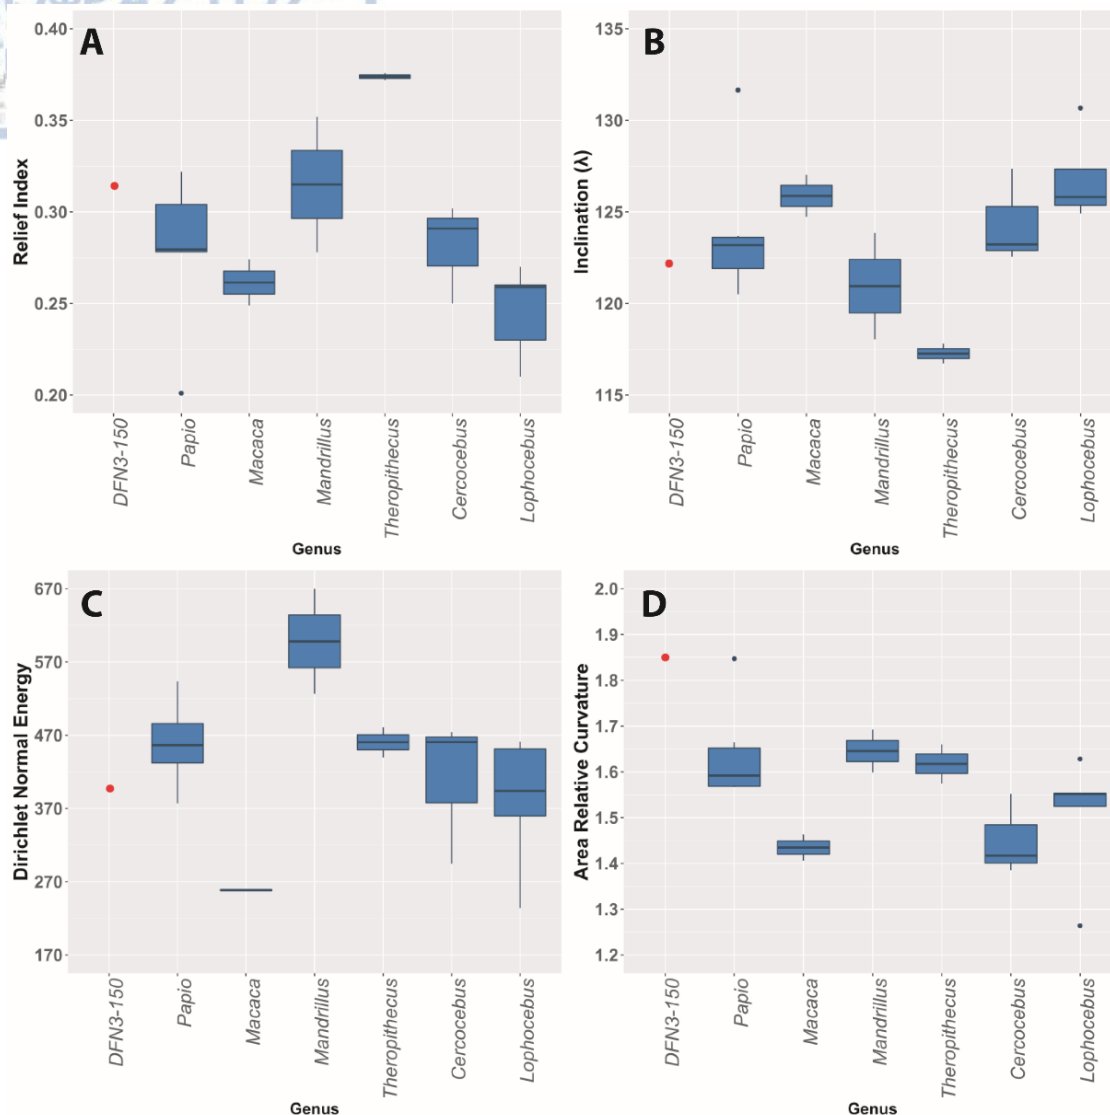 A
B
0.40
0.35
0.30
0.25
0.20
Relief Index
DFN3-150
Papio
Macaca
Mandrillus
Theropithecus
Cercocebus
Lophocebus
Genus
135
130
125
120
115
Inclination (λ)
DFN3-150
Papio
Macaca
Mandrillus
Theropithecus
Cercocebus
Lophocebus
Genus
C
D
670
570
470
370
270
170
Dirichlet Normal Energy
DFN3-150
Papio
Macaca
Mandrillus
Theropithecus
Cercocebus
Lophocebus
Genus
2.0
1.9
1.8
1.7
1.6
1.5
1.4
1.3
1.2
Area Relative Curvature
DFN3-150
Papio
Macaca
Mandrillus
Theropithecus
Cercocebus
Lophocebus
Genus